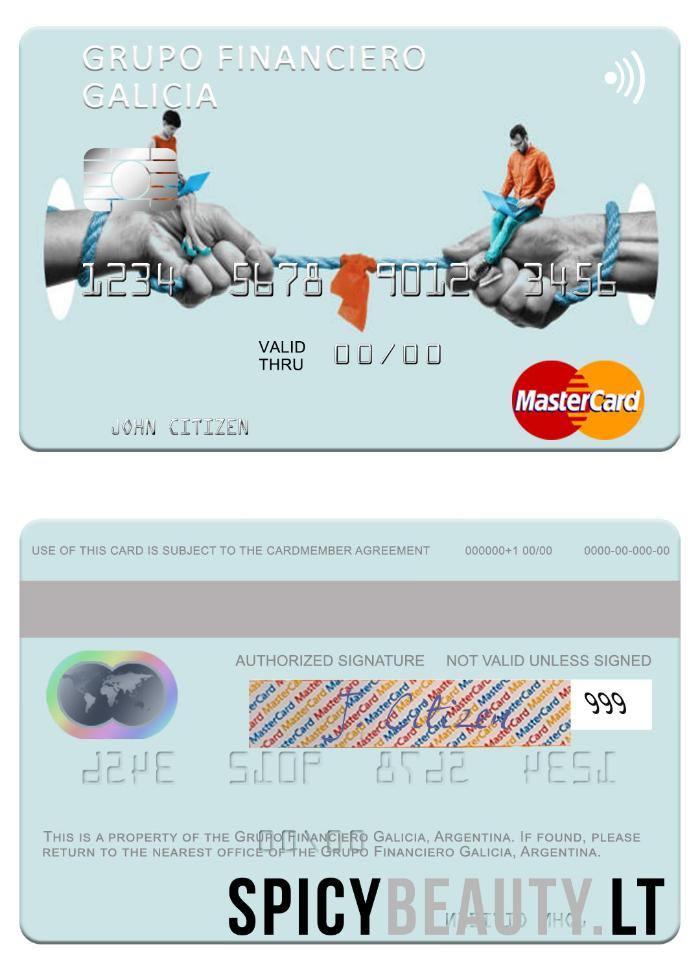 GRUPO FINANCIERO
GALICIA
1234 5678 9012 3456
VALID
THRU 00/00
JOHN CITIZEN
MasterCard
USE OF THIS CARD IS SUBJECT TO THE CARDMEMBER AGREEMENT 000000+1 00/00 0000-00-000-00
AUTHORIZED SIGNATURE NOT VALID UNLESS SIGNED
J. Citizen 999
THIS IS A PROPERTY OF THE GRUPO FINANCIERO GALICIA, ARGENTINA. IF FOUND, PLEASE
RETURN TO THE NEAREST OFFICE OF THE GRUPO FINANCIERO GALICIA, ARGENTINA.
SPICYBEAUTY.LT